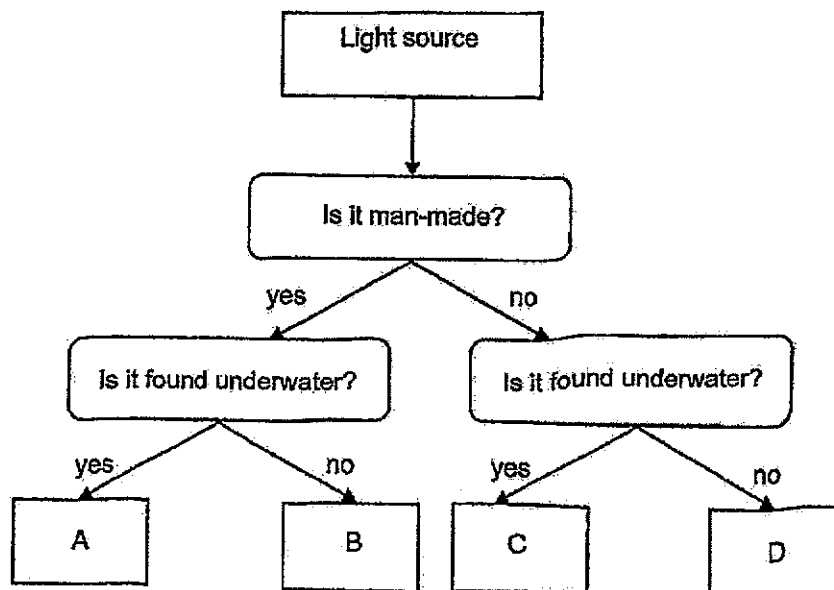 Light source
Is it man-made?
yes
no
Is it found underwater?
Is it found underwater?
yes
no
yes
no
A
B
C
D